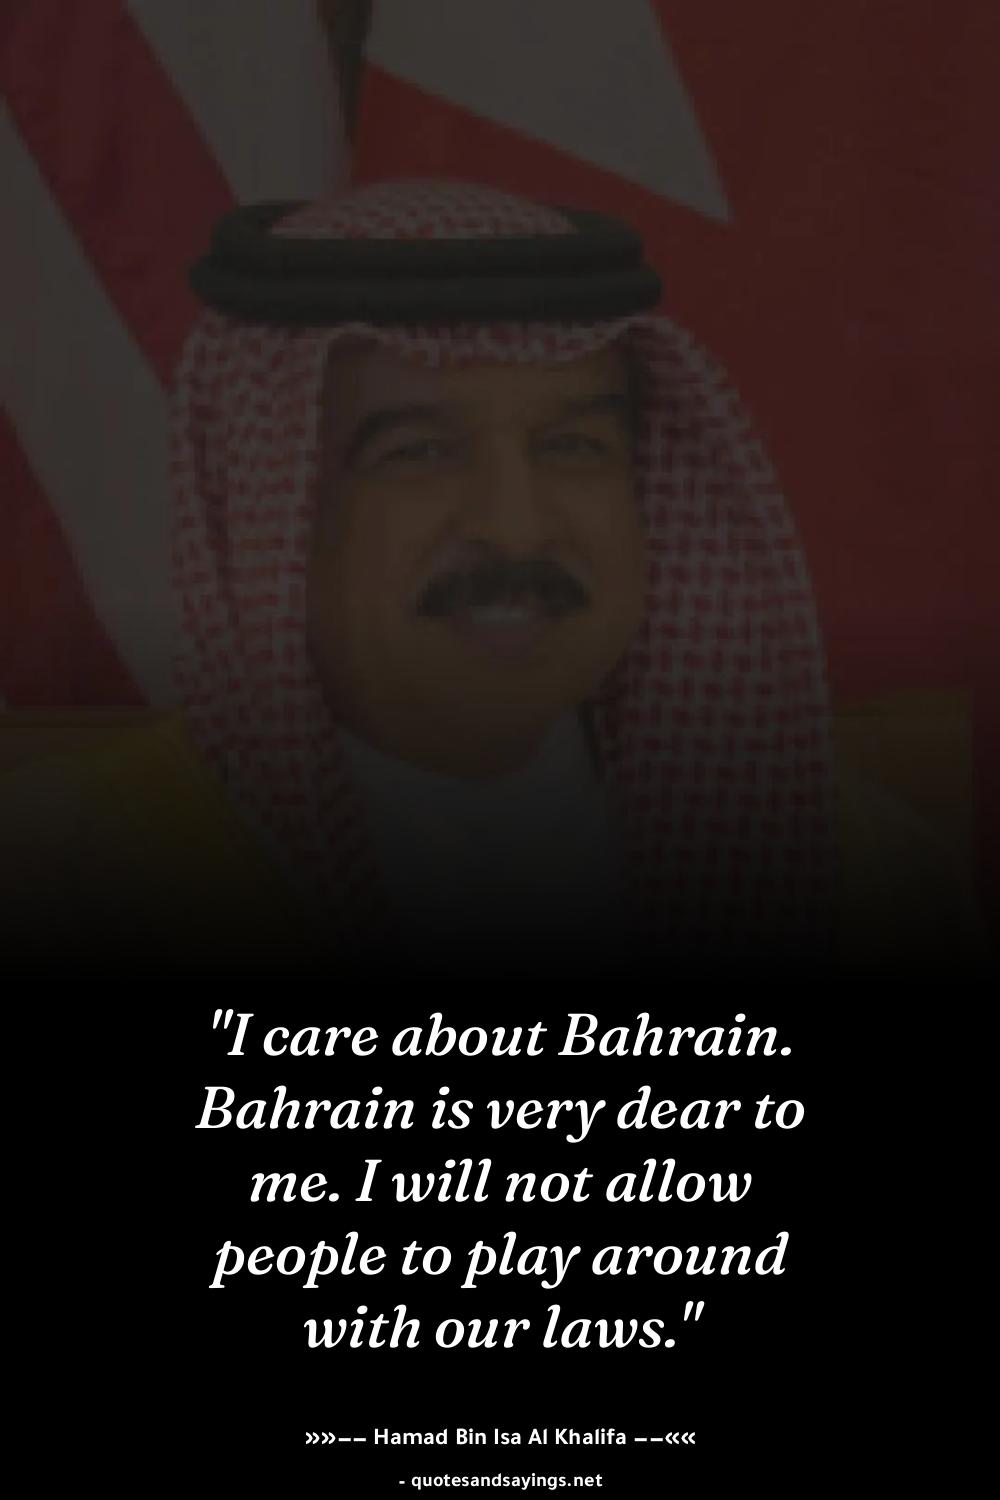 "I care about Bahrain.
Bahrain is very dear to
me. I will not allow
people to play around
with our laws."
»»–– Hamad Bin Isa Al Khalifa ––««
- quotesandsayings.net